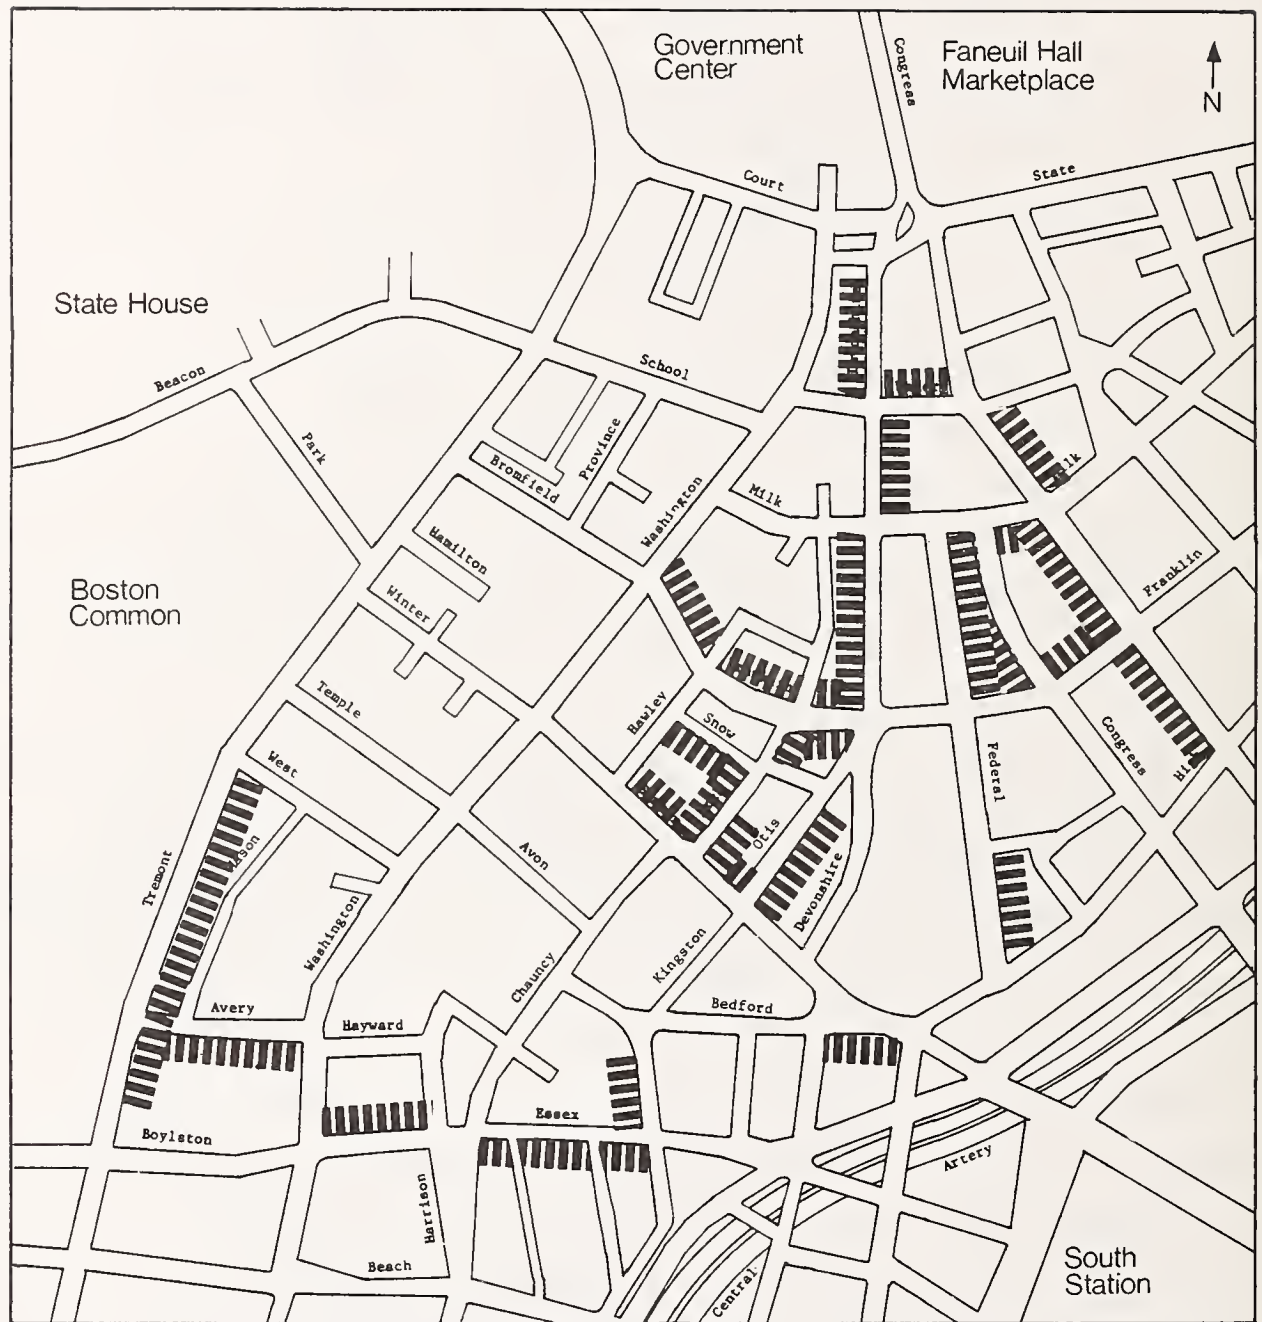 Government
Center
Congress
Faneuil Hall
Marketplace
N
Court
State
State House
Beacon
School
Park
Bromfield
Province
Washington
Milk
Hamilton
Winter
Franklin
Boston
Common
Temple
Hawley
Snow
West
Federal
Congress
Tremont
Avon
Otis
Devonshire
Washington
Chauncy
Kingston
Avery
Hayward
Bedford
Essex
Boylston
Artery
Harrison
Beach
Central
South
Station